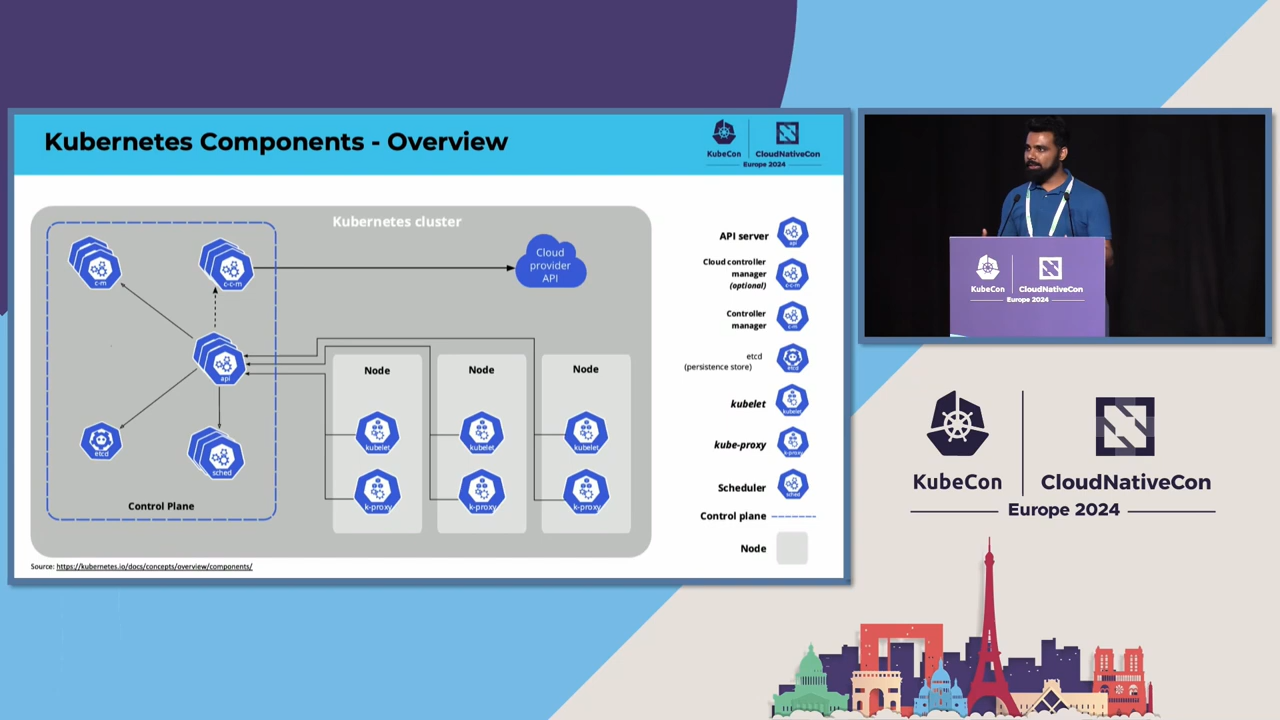 Kubernetes Components - Overview
KubeCon
CloudNativeCon
Europe 2024
Kubernetes cluster
c-m
c-c-m
Cloud
provider
API
api
etcd
sched
Control Plane
Node
kubelet
k-proxy
Node
kubelet
k-proxy
Node
kubelet
k-proxy
API server
api
Cloud controller
manager
(optional)
c-c-m
Controller
manager
c-m
etcd
(persistence store)
etcd
kubelet
kubelet
kube-proxy
k-proxy
Scheduler
sched
Control plane
Node
Source: https://kubernetes.io/docs/concepts/overview/components/
KubeCon
CloudNativeCon
Europe 2024
KubeCon
CloudNativeCon
Europe 2024